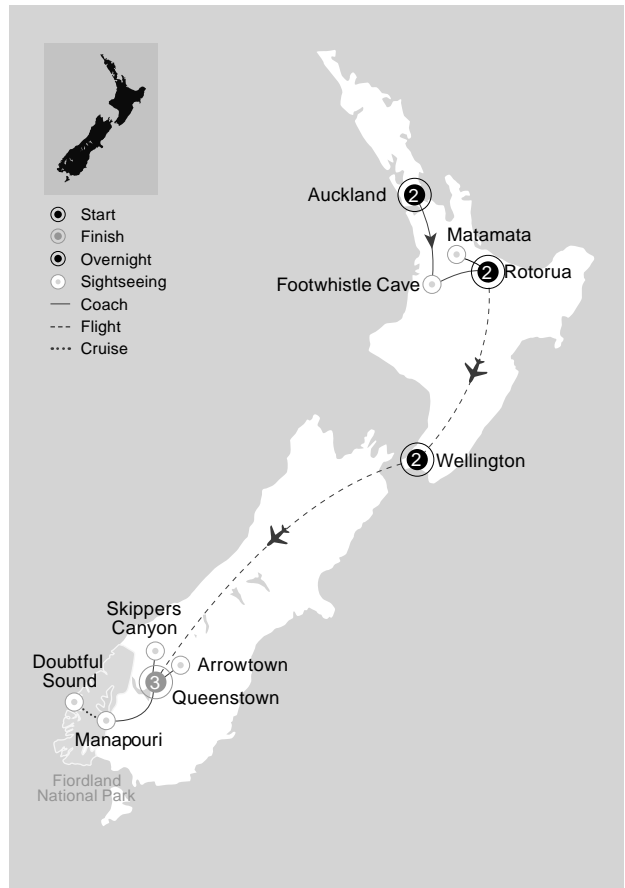 Start
Finish
Overnight
Sightseeing
Coach
Flight
Cruise
Auckland
2
Matamata
2
Rotorua
Footwhistle Cave
2
Wellington
Skippers
Canyon
Doubtful
Sound
Arrowtown
3
Queenstown
Manapouri
Fiordland
National Park